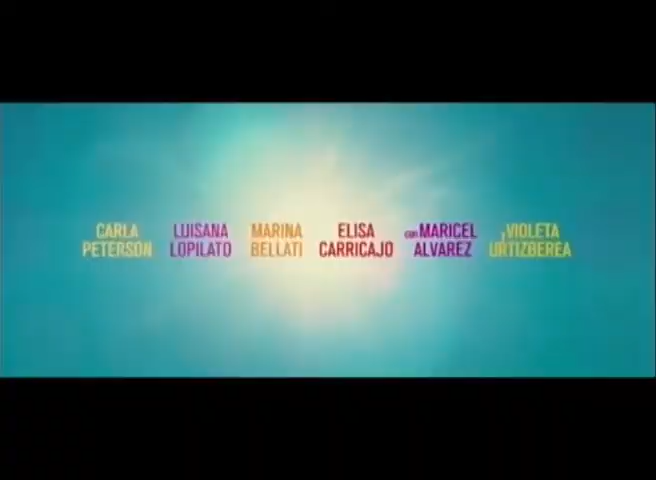 CARLA
PETERSON
LUISANA
LOPILATO
MARINA
BELLATI
ELISA
CARRICAJO
con MARICEL
ALVAREZ
y VIOLETA
URTIZBEREA